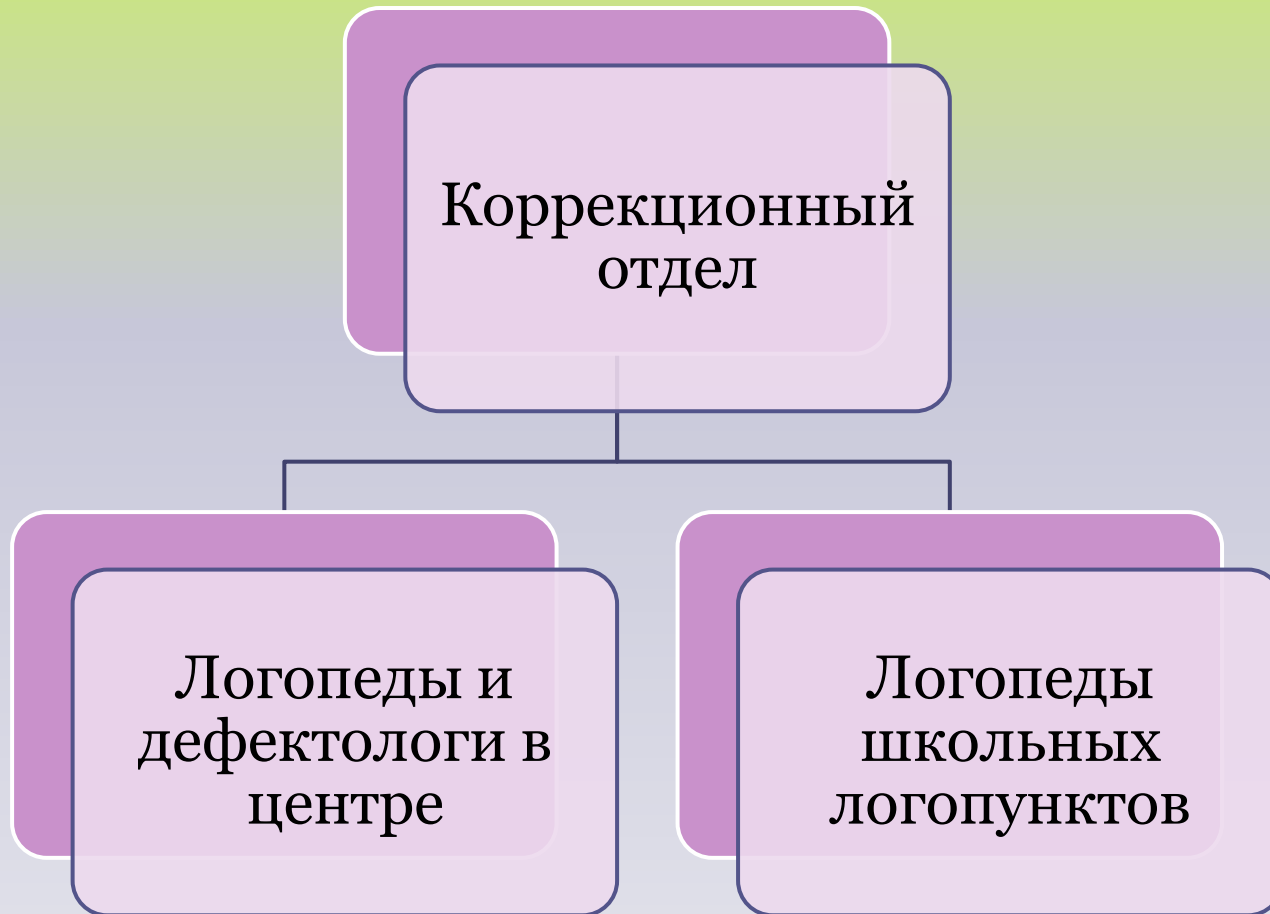 Коррекционный
отдел
Логопеды и
дефектологи в
центре
Логопеды
школьных
логопунктов